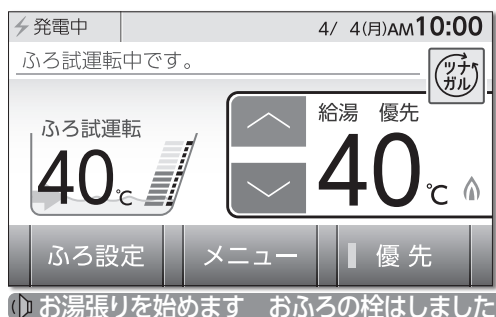 発電中 4/ 4(月)AM10:00
ふろ試運転中です。
ツナガル
ふろ試運転
40℃
給湯 優先
40℃
ふろ設定 メニュー 優先
お湯張りを始めます おふろの栓はしました